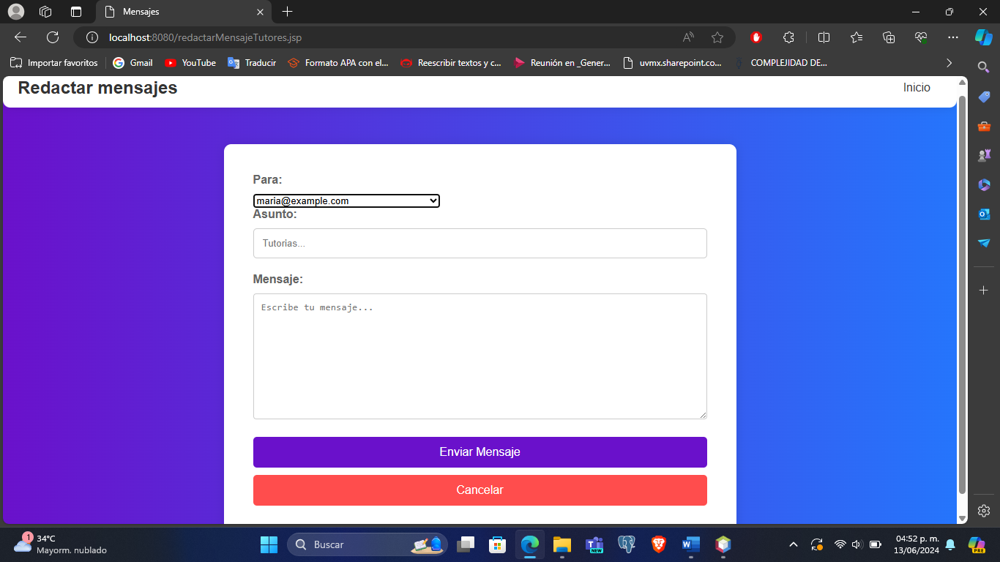 Mensajes
localhost:8080/redactarMensajeTutores.jsp
Importar favoritos
Gmail
YouTube
Traducir
Formato APA con el...
Reescribir textos y c...
Reunión en _Gener...
uvmx.sharepoint.co...
COMPLEJIDAD DE...
Redactar mensajes
Inicio
Para:
maria@example.com
Asunto:
Tutorias...
Mensaje:
Escribe tu mensaje...
Enviar Mensaje
Cancelar
1
34°C
Mayorm. nublado
Buscar
NEW
04:52 p. m.
13/06/2024
PRE